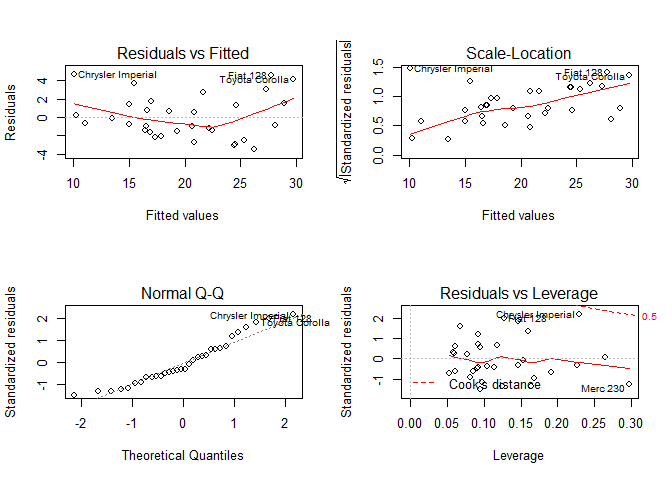 Residuals vs Fitted
Residuals
Chrysler Imperial
Fiat 128
Toyota Corolla
4
2
0
-4
10
15
20
25
30
Fitted values
Scale-Location
√|Standardized residuals|
Chrysler Imperial
Fiat 128
Toyota Corolla
1.5
1.0
0.5
0.0
10
15
20
25
30
Fitted values
Normal Q-Q
Standardized residuals
Chrysler Imperial
Fiat 128
Toyota Corolla
2
1
0
-1
-2
-1
0
1
2
Theoretical Quantiles
Residuals vs Leverage
Standardized residuals
Chrysler Imperial
Fiat 128
0.5
2
1
0
-1
Cook's distance
Merc 230
0.00
0.05
0.10
0.15
0.20
0.25
0.30
Leverage